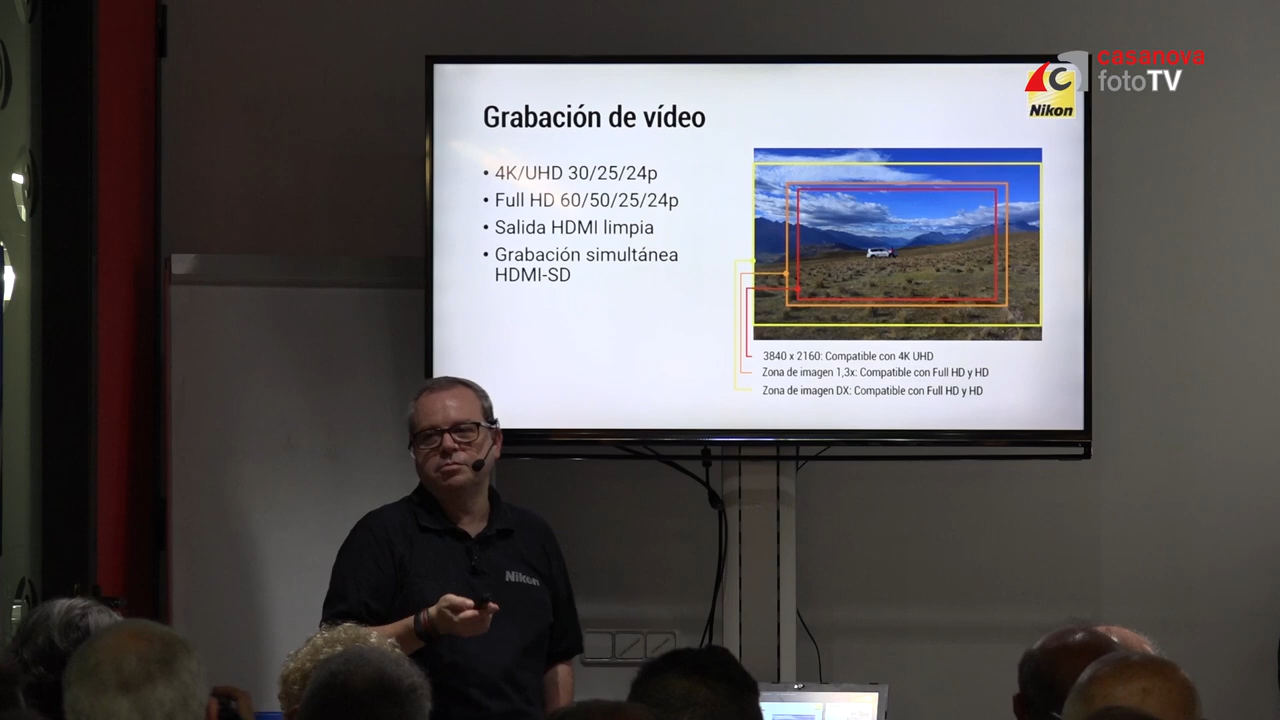 casanova
fotoTV
Nikon
Grabación de vídeo
• 4K/UHD 30/25/24p
• Full HD 60/50/25/24p
• Salida HDMI limpia
• Grabación simultánea
HDMI-SD
3840 x 2160: Compatible con 4K UHD
Zona de imagen 1,3x: Compatible con Full HD y HD
Zona de imagen DX: Compatible con Full HD y HD
Nikon